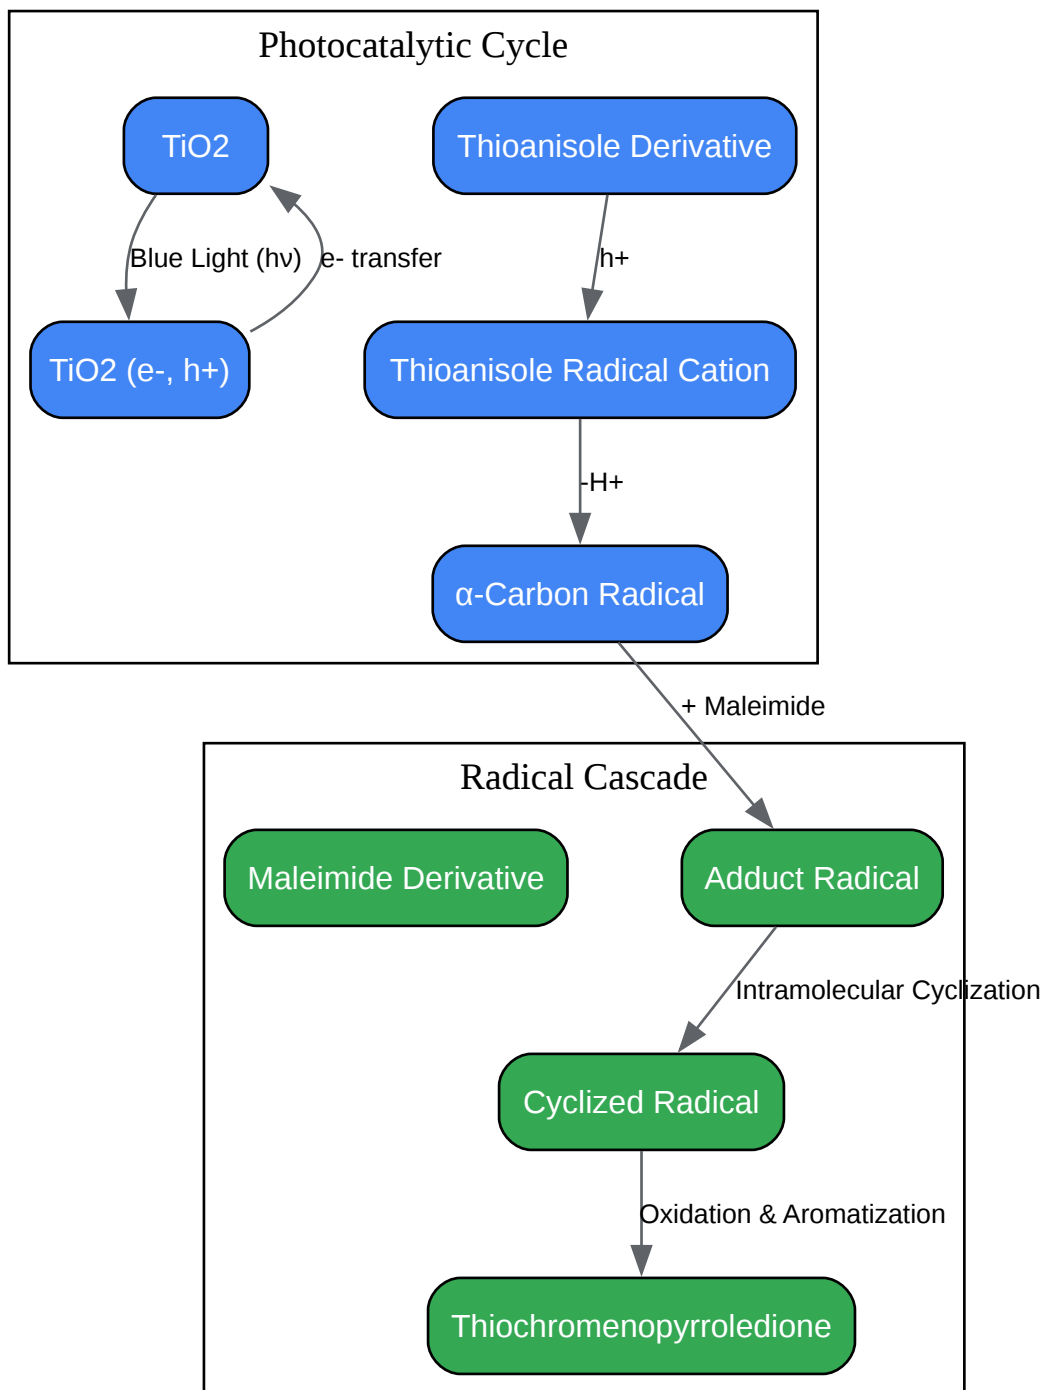 Photocatalytic Cycle
TiO2
Thioanisole Derivative
Blue Light (hν)
e- transfer
h+
TiO2 (e-, h+)
Thioanisole Radical Cation
-H+
α-Carbon Radical
+ Maleimide
Radical Cascade
Maleimide Derivative
Adduct Radical
Intramolecular Cyclization
Cyclized Radical
Oxidation & Aromatization
Thiochromenopyrroledione